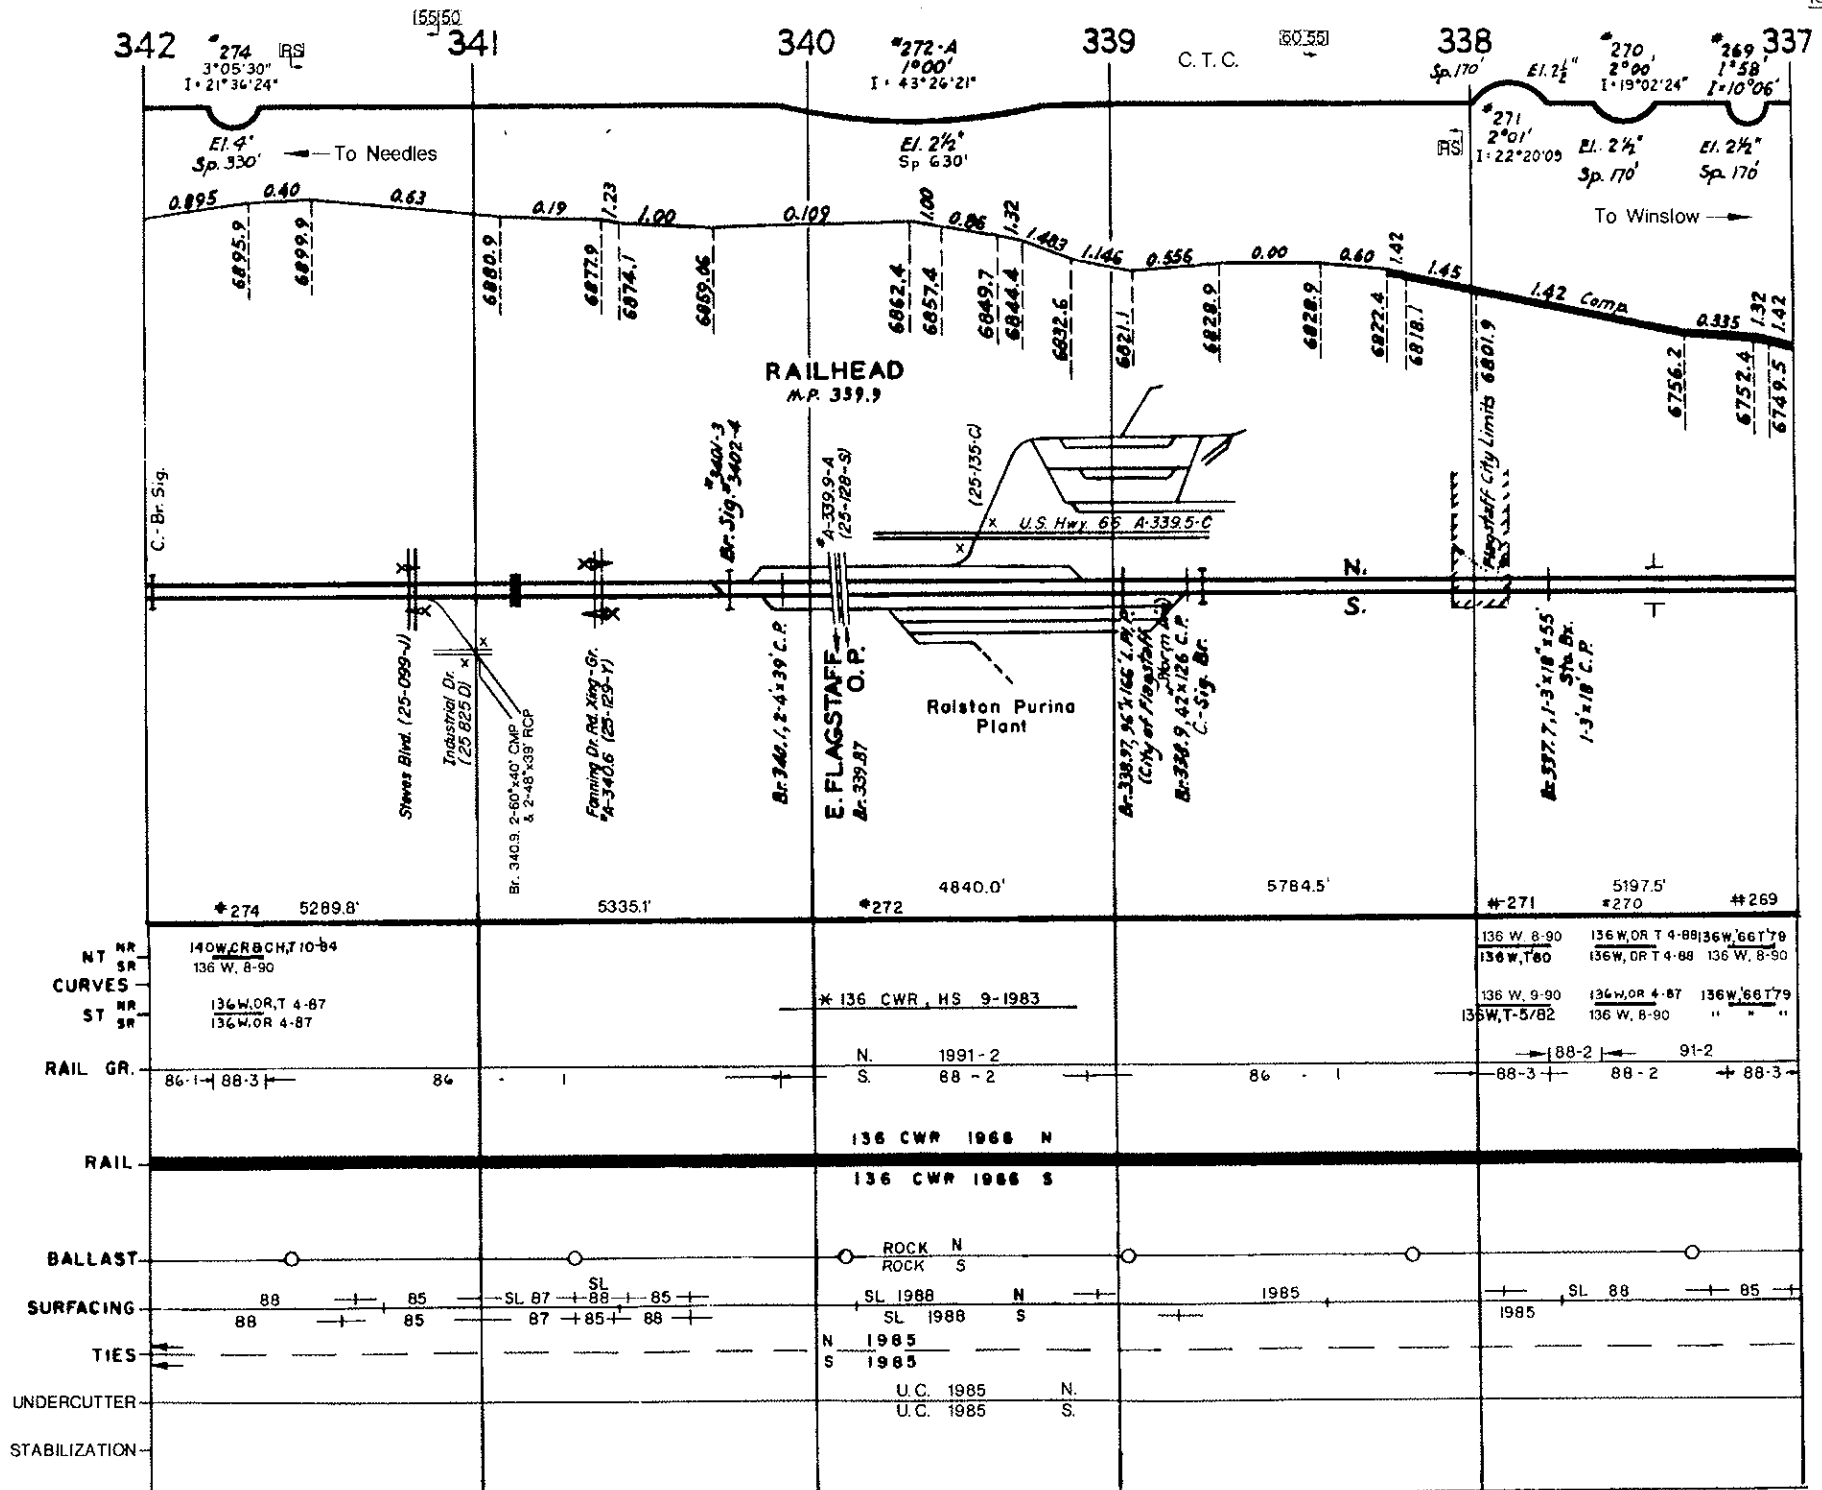 55|50
342
341
340
339
338
337
#274
3°05'30"
I=21°36'24"
RS
#272-A
1°00'
I=43°26'21"
C. T. C.
60|55
Sp. 170'
El. 2½"
#270
2°00'
I=19°02'24"
#269
1°58'
I=10°06'
El. 4"
Sp. 330'
To Needles
El. 2½"
Sp 630'
RS
#271
2°01'
I=22°20'09
El. 2½"
Sp. 170'
El. 2½"
Sp. 170'
To Winslow
0.895
0.40
0.63
0.19
1.23
1.00
0.109
1.00
0.86
1.32
1.483
1.146
0.556
0.00
0.60
1.42
1.45
1.42 Comp
0.335
1.32
1.42
6895.9
6899.9
6880.9
6877.9
6874.1
6869.06
6862.4
6857.4
6849.7
6844.4
6832.6
6821.1
6828.9
6828.9
6822.4
6818.1
Flagstaff City Limits 6801.9
6756.2
6752.4
6749.5
RAILHEAD
M.P. 339.9
C.-Br. Sig.
#3401-3
Br. Sig. #3402-4
#A-339.9-A
(25-128-S)
(25-135-C)
U.S. Hwy. 66 A-339.5-C
N.
S.
Steves Blvd. (25-099-J)
Industrial Dr.
(25 825 D)
Br. 340.9, 2-60"x40' CMP
& 2-48"x39' RCP
Fanning Dr. Rd. Xing-Gr.
#A-340.6 (25-129-Y)
Br. 340.1, 2-4'x39' C.P.
E. FLAGSTAFF
Br. 339.87
O.P.
Ralston Purina
Plant
Br. 338.97, 96"x166'
(City of Flagstaff
Storm
Br. 338.9, 42x126 C.P.
C.-Sig. Br.
Br. 337.7, 1-3'x18"x55'
Sto. Bx.
1-3'x18' C.P.
#274
5289.8'
5335.1'
#272
4840.0'
5784.5'
#271
5197.5'
#270
#269
NT NR
SR
CURVES
ST NR
SR
140W,CRBCH,T10-84
136 W, 8-90
136W,OR,T 4-87
136W,OR 4-87
* 136 CWR, HS 9-1983
136 W. 8-90
136W,T'80
136W,OR T 4-88
136W, OR T 4-88
136W,'66T'79
136 W. 8-90
136 W, 9-90
136W,T-5/82
136W,OR 4-87
136 W, 8-90
136W,'66T'79
" " "
RAIL GR.
86-1
88-3
86 - 1
N. 1991-2
S. 88-2
86 - 1
88-2
91-2
88-3
88-2
88-3
RAIL
136 CWR 1966 N
136 CWR 1966 S
BALLAST
ROCK N
ROCK S
SURFACING
88
85
SL 87
SL
88
85
SL 1988 N
1985
SL 88
85
88
85
87
85
88
SL 1988 S
1985
TIES
N 1985
S 1985
UNDERCUTTER
U.C. 1985 N.
U.C. 1985 S.
STABILIZATION